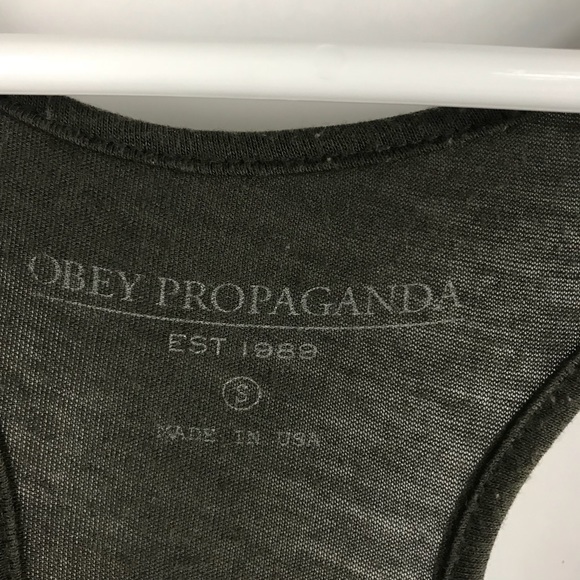 OBEY PROPAGANDA
EST 1989
S
MADE IN USA